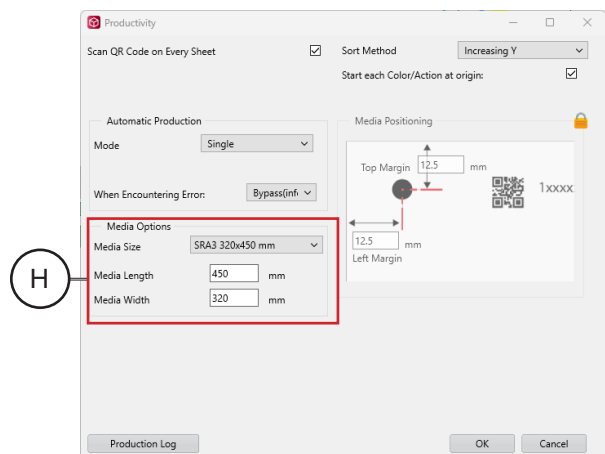 Productivity
Scan QR Code on Every Sheet
Sort Method
Increasing Y
Start each Color/Action at origin:
Automatic Production
Mode
Single
When Encountering Error:
Bypass(inf
Media Positioning
Top Margin
12.5
mm
1xxxx
12.5
mm
Left Margin
Media Options
Media Size
SRA3 320x450 mm
Media Length
450
mm
Media Width
320
mm
H
Production Log
OK
Cancel